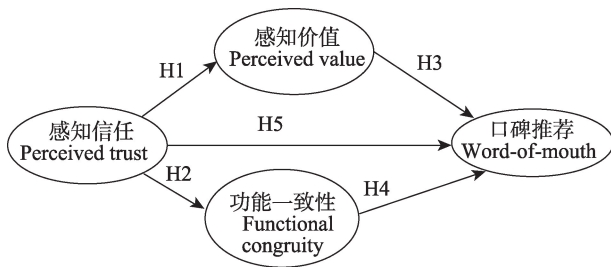 感知价值
Perceived value
H1
H3
感知信任
Perceived trust
H5
口碑推荐
Word-of-mouth
H2
功能一致性
Functional
congruity
H4